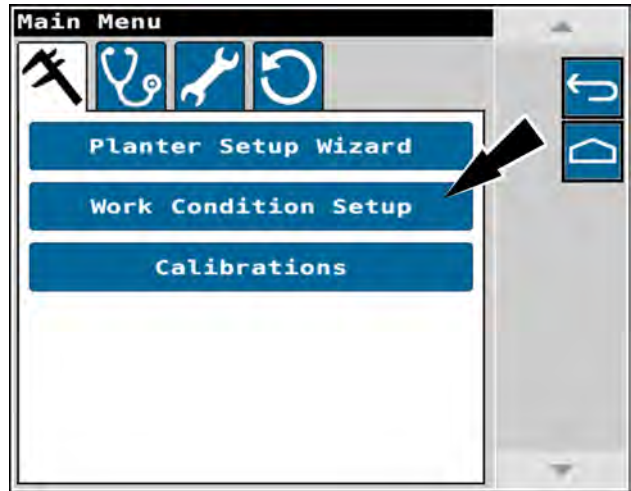 Main Menu
Planter Setup Wizard
Work Condition Setup
Calibrations